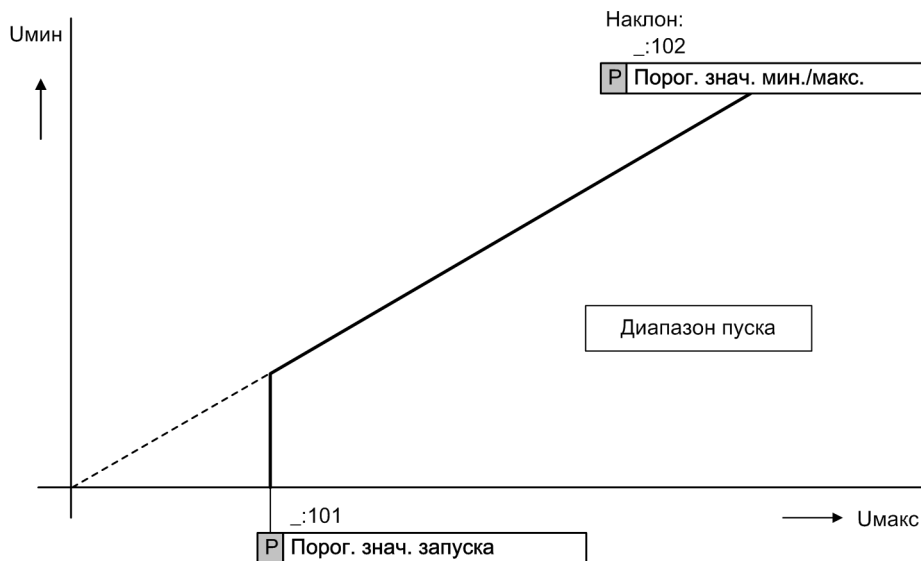 Наклон:
Uмин
_:102
P Порог. знач. мин./макс.
Диапазон пуска
_:101
Uмакс
P Порог. знач. запуска